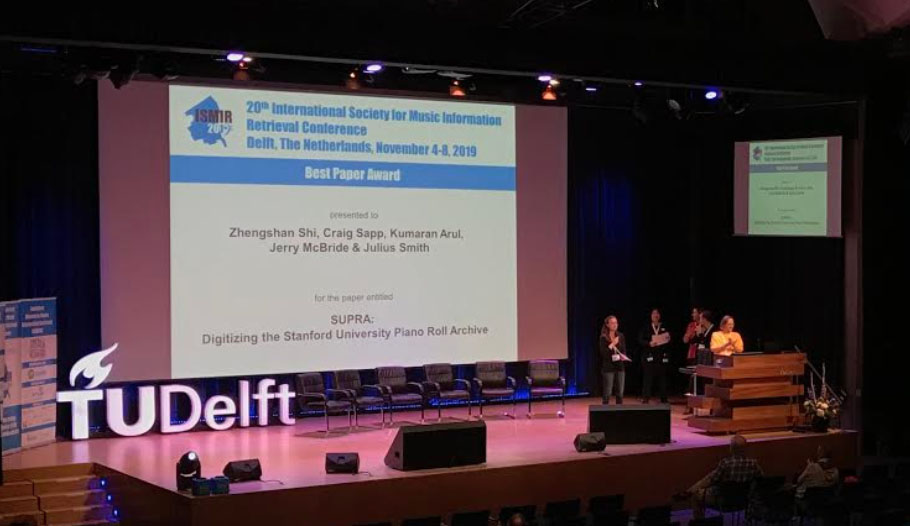 ISMIR
2019
20th International Society for Music Information
Retrieval Conference
Delft, The Netherlands, November 4-8, 2019
Best Paper Award
presented to
Zhengshan Shi, Craig Sapp, Kumaran Arul,
Jerry McBride & Julius Smith
for the paper entitled
SUPRA:
Digitizing the Stanford University Piano Roll Archive
TUDelft